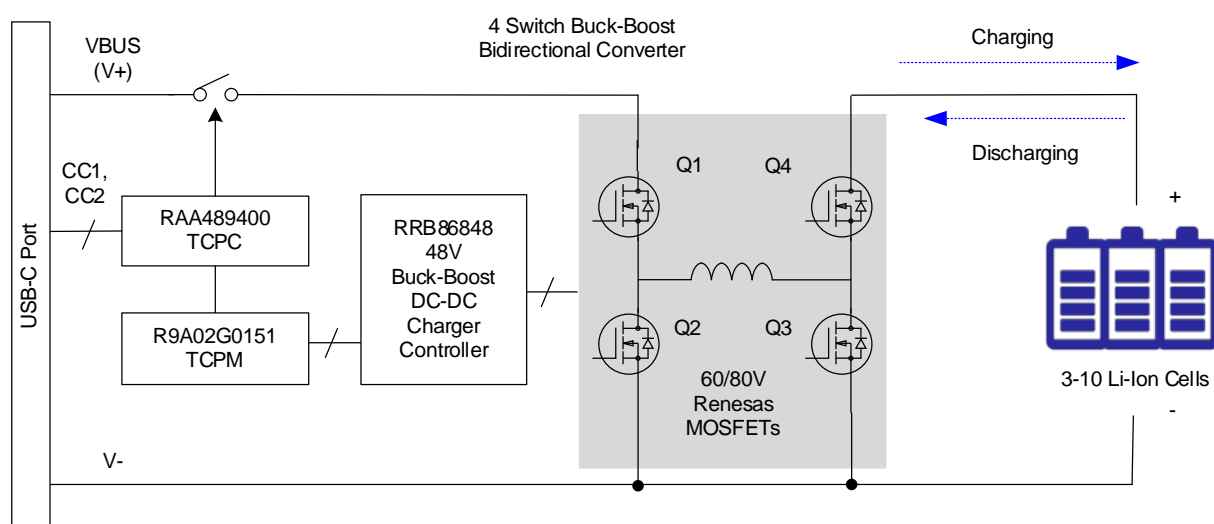 4 Switch Buck-Boost
Bidirectional Converter
Charging
VBUS
(V+)
Discharging
CC1,
CC2
Q1
Q4
RAA489400
TCPC
RRB86848
48V
Buck-Boost
DC-DC
Charger
Controller
+
USB-C Port
R9A02G0151
TCPM
Q2
Q3
60/80V
Renesas
MOSFETs
3-10 Li-Ion Cells
-
V-